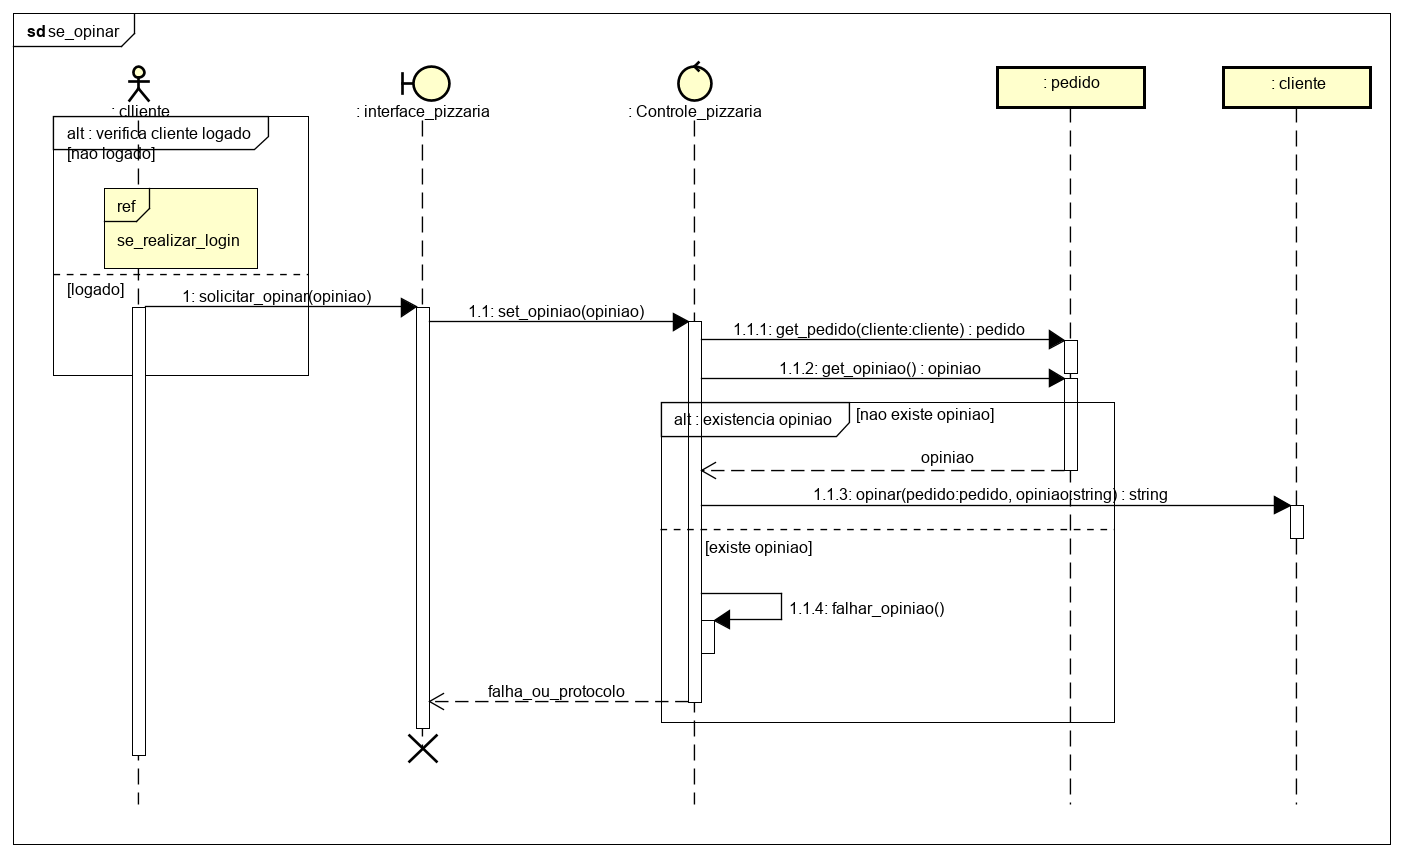 sd se_opinar
: clliente
: interface_pizzaria
: Controle_pizzaria
: pedido
: cliente
alt : verifica cliente logado
[nao logado]
ref
se_realizar_login
[logado]
1: solicitar_opinar(opiniao)
1.1: set_opiniao(opiniao)
1.1.1: get_pedido(cliente:cliente) : pedido
1.1.2: get_opiniao() : opiniao
alt : existencia opiniao
[nao existe opiniao]
opiniao
1.1.3: opinar(pedido:pedido, opiniao:string) : string
[existe opiniao]
1.1.4: falhar_opiniao()
falha_ou_protocolo